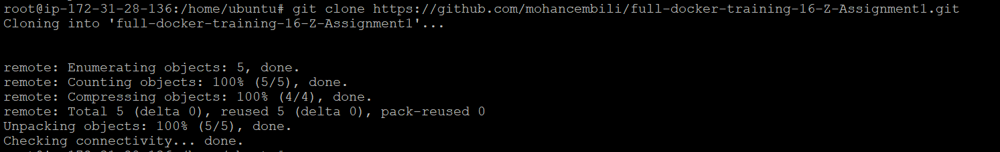 root@ip-172-31-28-136:/home/ubuntu# git clone https://github.com/mohancembili/full-docker-training-16-Z-Assignment1.git
Cloning into 'full-docker-training-16-Z-Assignment1'...
remote: Enumerating objects: 5, done.
remote: Counting objects: 100% (5/5), done.
remote: Compressing objects: 100% (4/4), done.
remote: Total 5 (delta 0), reused 5 (delta 0), pack-reused 0
Unpacking objects: 100% (5/5), done.
Checking connectivity... done.